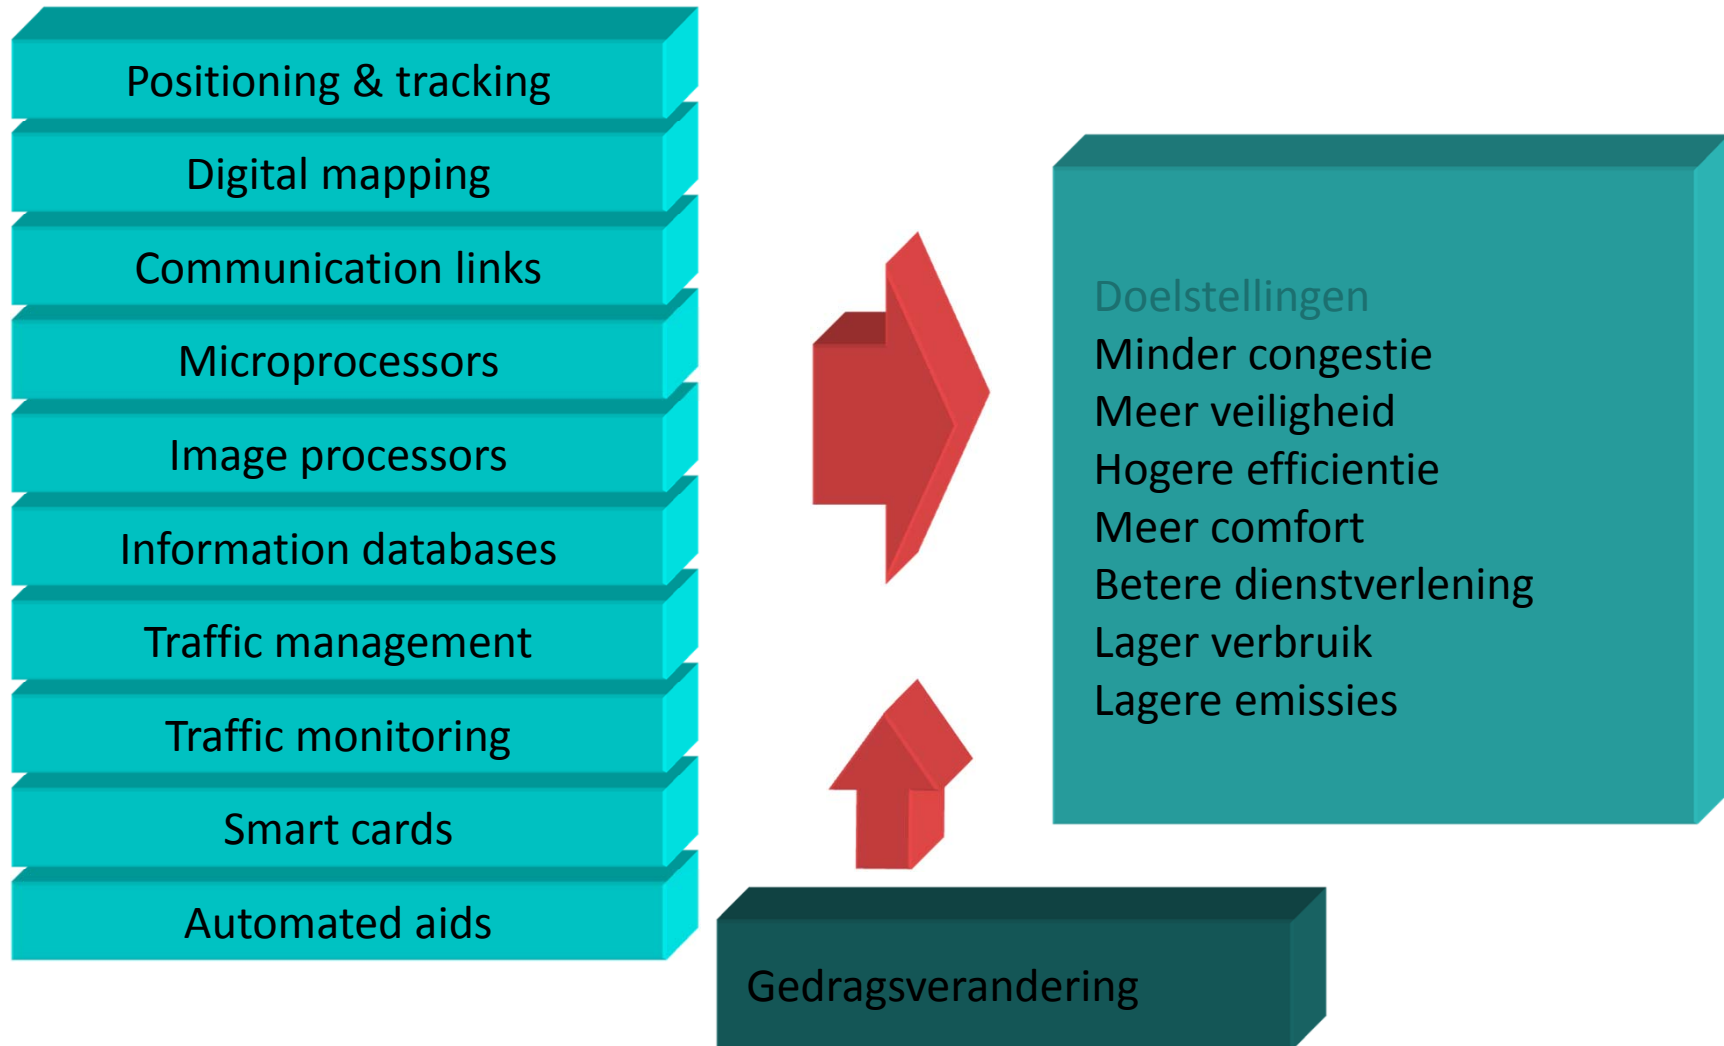 Positioning & tracking
Digital mapping
Communication links
Microprocessors
Image processors
Information databases
Traffic management
Traffic monitoring
Smart cards
Automated aids
Doelstellingen
Minder congestie
Meer veiligheid
Hogere efficientie
Meer comfort
Betere dienstverlening
Lager verbruik
Lagere emissies
Gedragsverandering